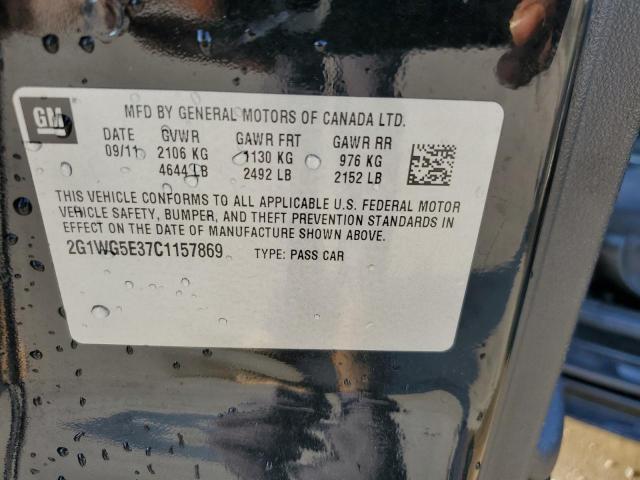 GM
MFD BY GENERAL MOTORS OF CANADA LTD.
DATE GVWR GAWR FRT GAWR RR
09/11 2106 KG 1130 KG 976 KG
4644 LB 2492 LB 2152 LB
THIS VEHICLE CONFORMS TO ALL APPLICABLE U.S. FEDERAL MOTOR
VEHICLE SAFETY, BUMPER, AND THEFT PREVENTION STANDARDS IN
EFFECT ON THE DATE OF MANUFACTURE SHOWN ABOVE.
2G1WG5E37C1157869 TYPE: PASS CAR